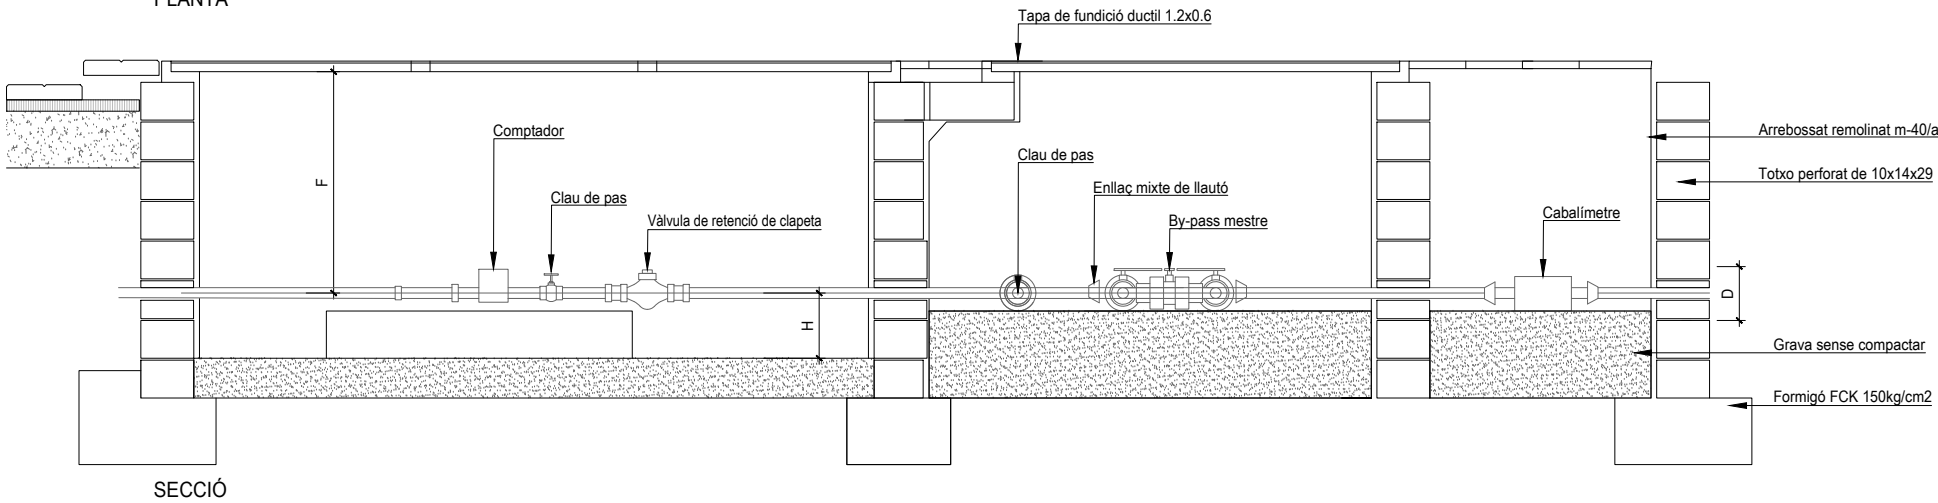 PLANTA
Tapa de fundició ductil 1.2x0.6
Comptador
Clau de pas
Vàlvula de retenció de clapeta
Clau de pas
Enllaç mixte de llautó
By-pass mestre
Cabalímetre
Arrebossat remolinat m-40/a
Totxo perforat de 10x14x29
F
H
D
Grava sense compactar
Formigó FCK 150kg/cm2
SECCIÓ